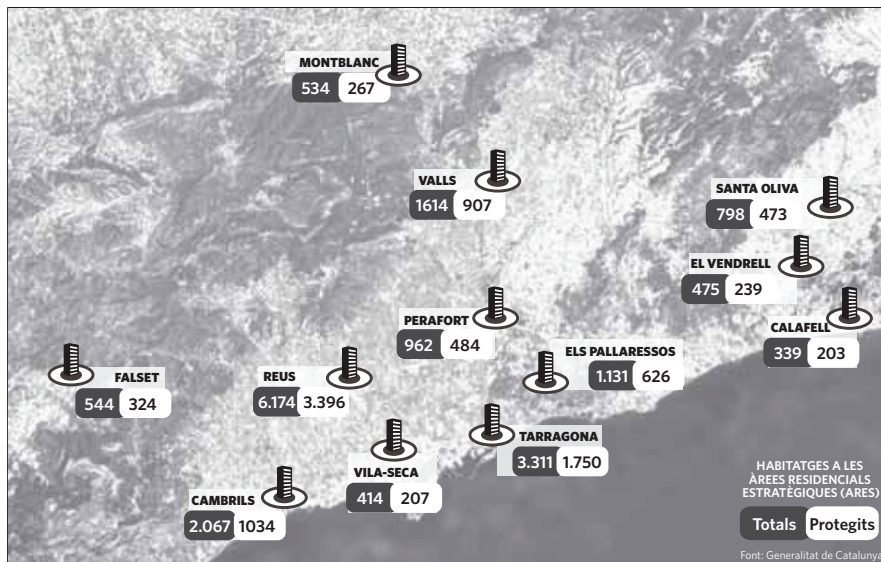 MONTBLANC
534 267
VALLS
1614 907
SANTA OLIVA
798 473
EL VENDRELL
475 239
PERAFORT
962 484
CALAFELL
339 203
ELS PALLARESSOS
1.131 626
FALSET
544 324
REUS
6.174 3.396
TARRAGONA
3.311 1.750
VILA-SECA
414 207
CAMBRILS
2.067 1034
HABITATGES A LES
ÀREES RESIDENCIALS
ESTRATÈGIQUES (ARES)
Totals Protegits
Font: Generalitat de Catalunya